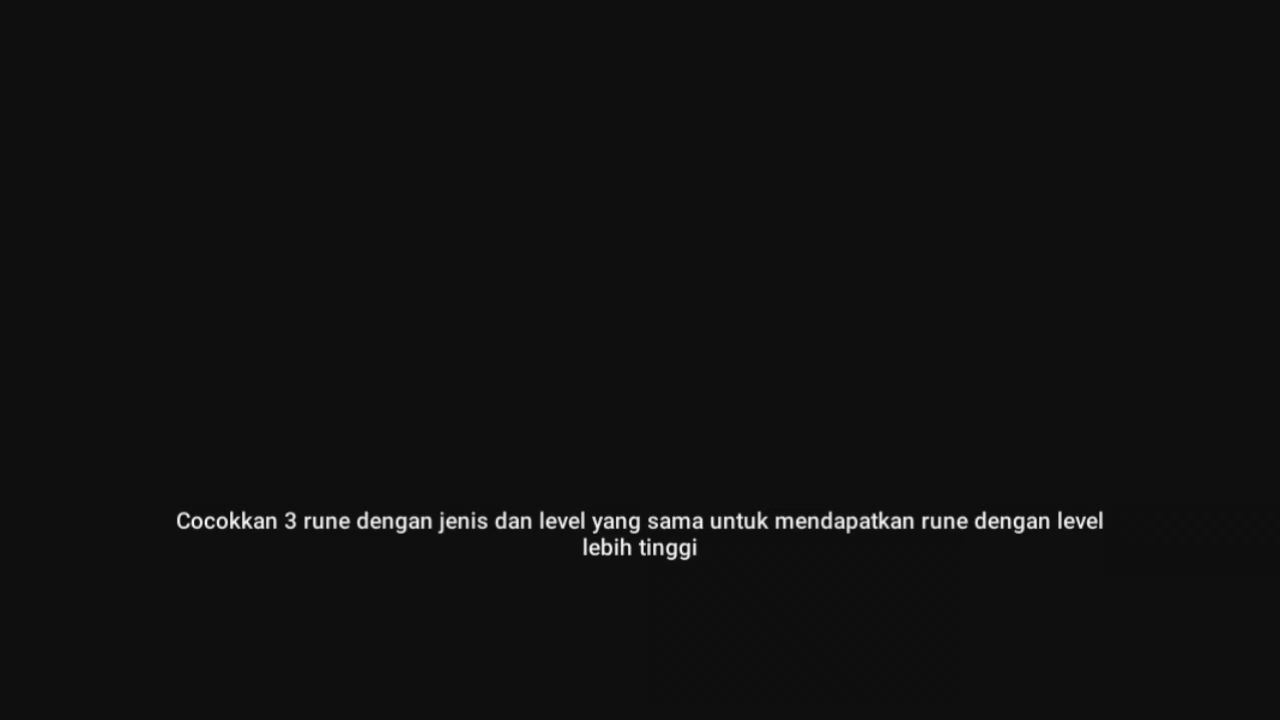 Cocokkan 3 rune dengan jenis dan level yang sama untuk mendapatkan rune dengan level
lebih tinggi